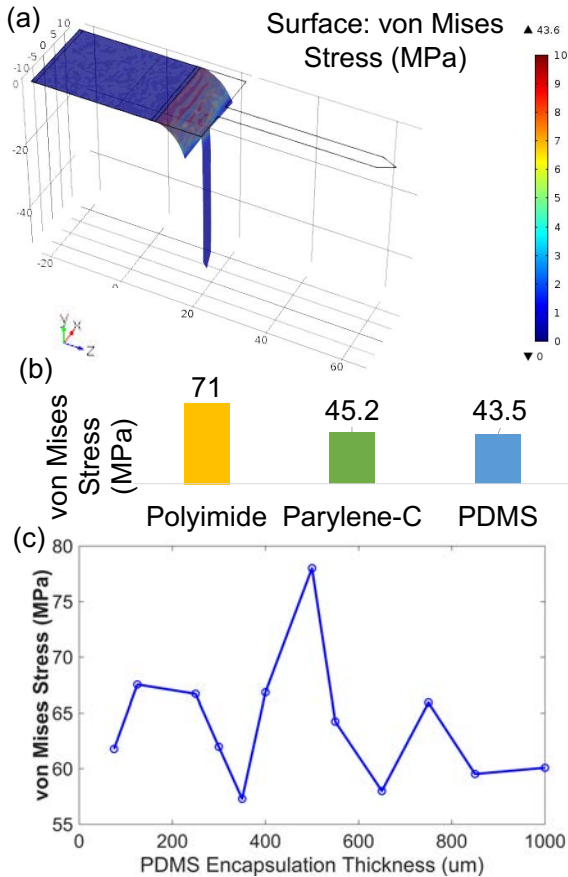 (a)
Surface: von Mises
Stress (MPa)
▲ 43.6
10
9
8
7
6
5
4
3
2
1
0
▼ 0
10
5
0
-5
-10
0
-20
-40
-20
0
20
40
60
y
x
z
(b)
von Mises
Stress
(MPa)
71
45.2
43.5
Polyimide
Parylene-C
PDMS
(c)
von Mises Stress (MPa)
80
75
70
65
60
55
0
200
400
600
800
1000
PDMS Encapsulation Thickness (um)